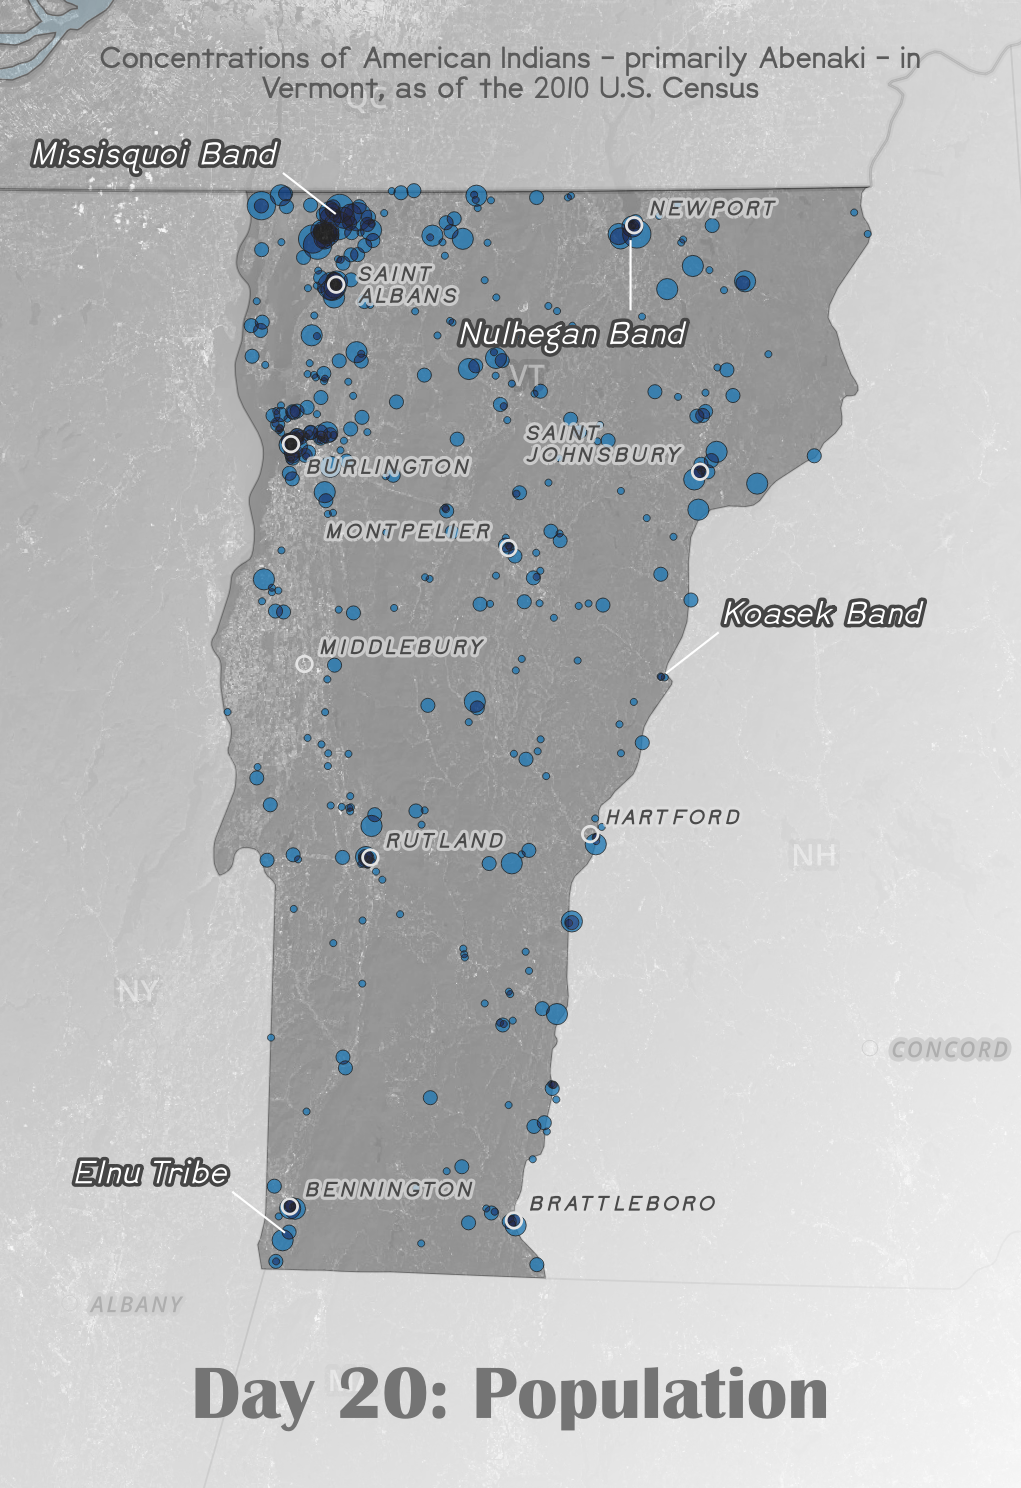 Concentrations of American Indians - primarily Abenaki - in
Vermont, as of the 2010 U.S. Census
QC
Missisquoi Band
NEWPORT
SAINT
ALBANS
Nulhegan Band
VT
SAINT
JOHNSBURY
BURLINGTON
MONTPELIER
Koasek Band
MIDDLEBURY
HARTFORD
RUTLAND
NH
NY
CONCORD
Elnu Tribe
BENNINGTON
BRATTLEBORO
ALBANY
Day 20: Population